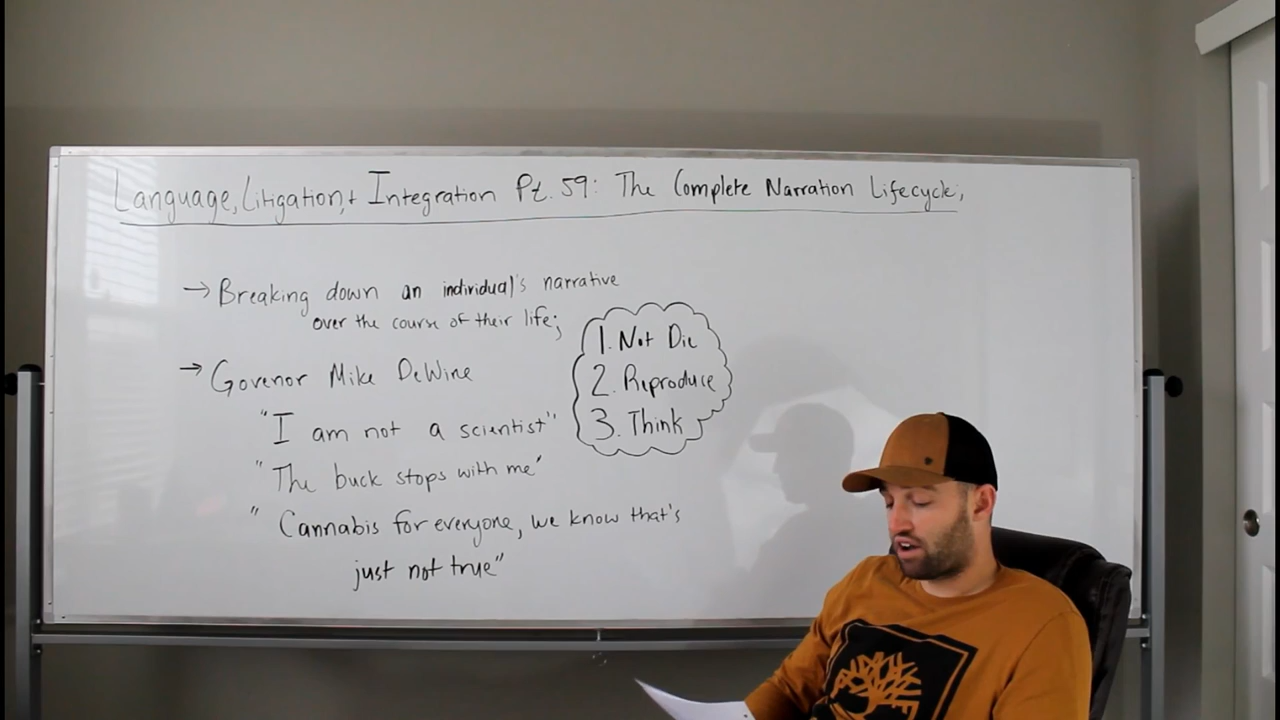 Language, Litigation, + Integration Pt. 59: The Complete Narration Lifecycle;
→ Breaking down an individual's narrative
over the course of their life;
→ Govenor Mike DeWine
"I am not a scientist"
"The buck stops with me"
"Cannabis for everyone, we know that's
just not true"
1. Not Die
2. Reproduce
3. Think